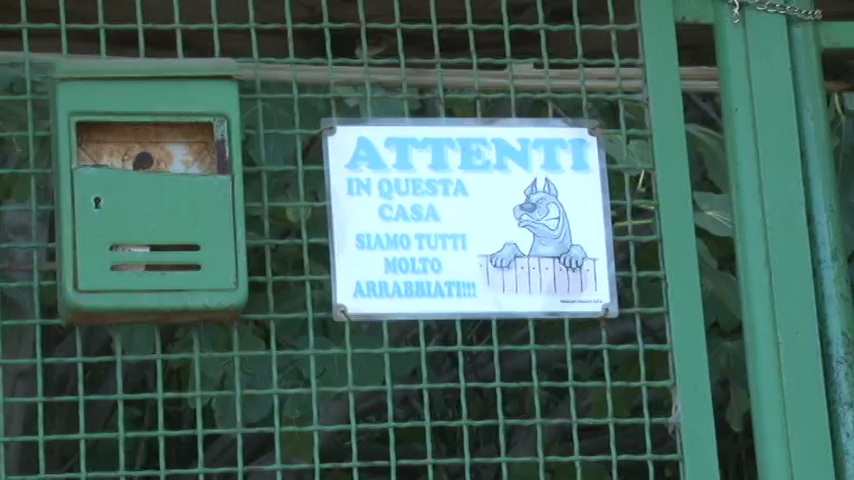 ATTENTI
IN QUESTA
CASA
SIAMO TUTTI
MOLTO
ARRABBIATI!!!